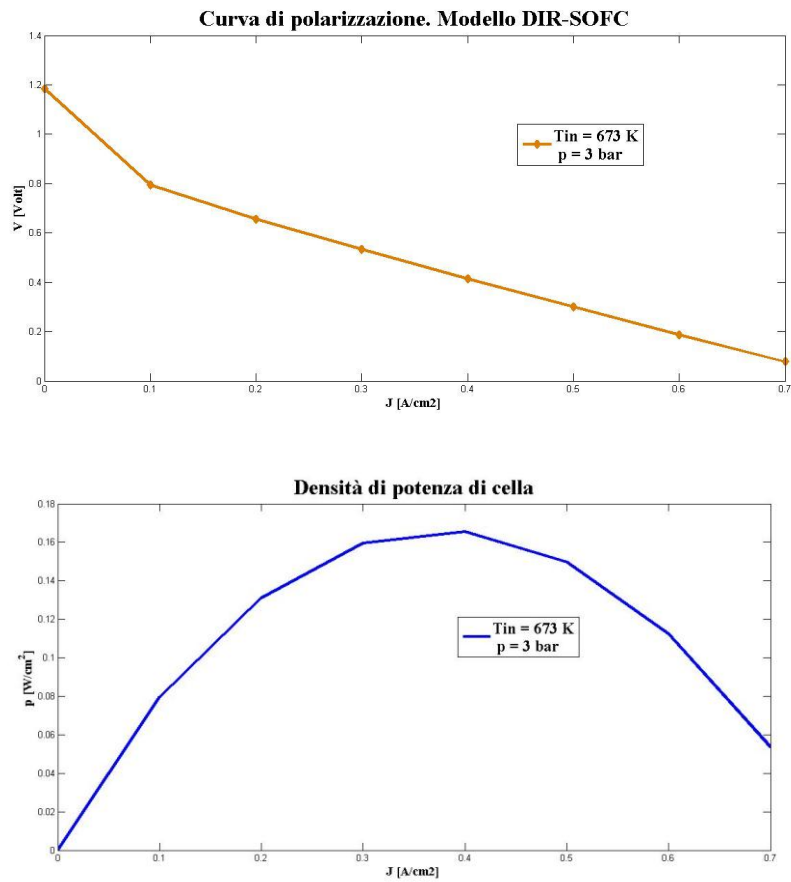 Curva di polarizzazione. Modello DIR-SOFC
1.4
1.2
1
0.8
0.6
0.4
0.2
0
V [Volt]
Tin = 673 K
p = 3 bar
0 0.1 0.2 0.3 0.4 0.5 0.6 0.7
J [A/cm2]
Densità di potenza di cella
0.18
0.16
0.14
0.12
0.1
0.08
0.06
0.04
0.02
0
p [W/cm²]
Tin = 673 K
p = 3 bar
0 0.1 0.2 0.3 0.4 0.5 0.6 0.7
J [A/cm2]